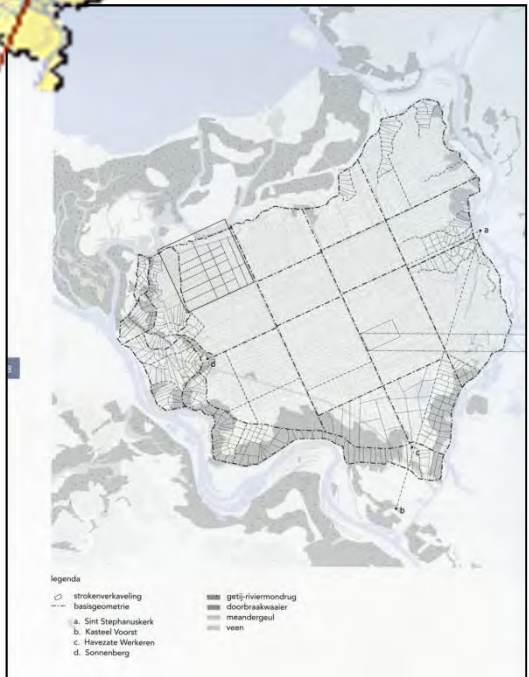 a
d
c
b
legenda
strokenverkaveling
basisgeometrie
a. Sint Stephanuskerk
b. Kasteel Voorst
c. Havezate Werkeren
d. Sonnenberg
getij-riviermondrug
doorbraakwaaier
meandergeul
veen